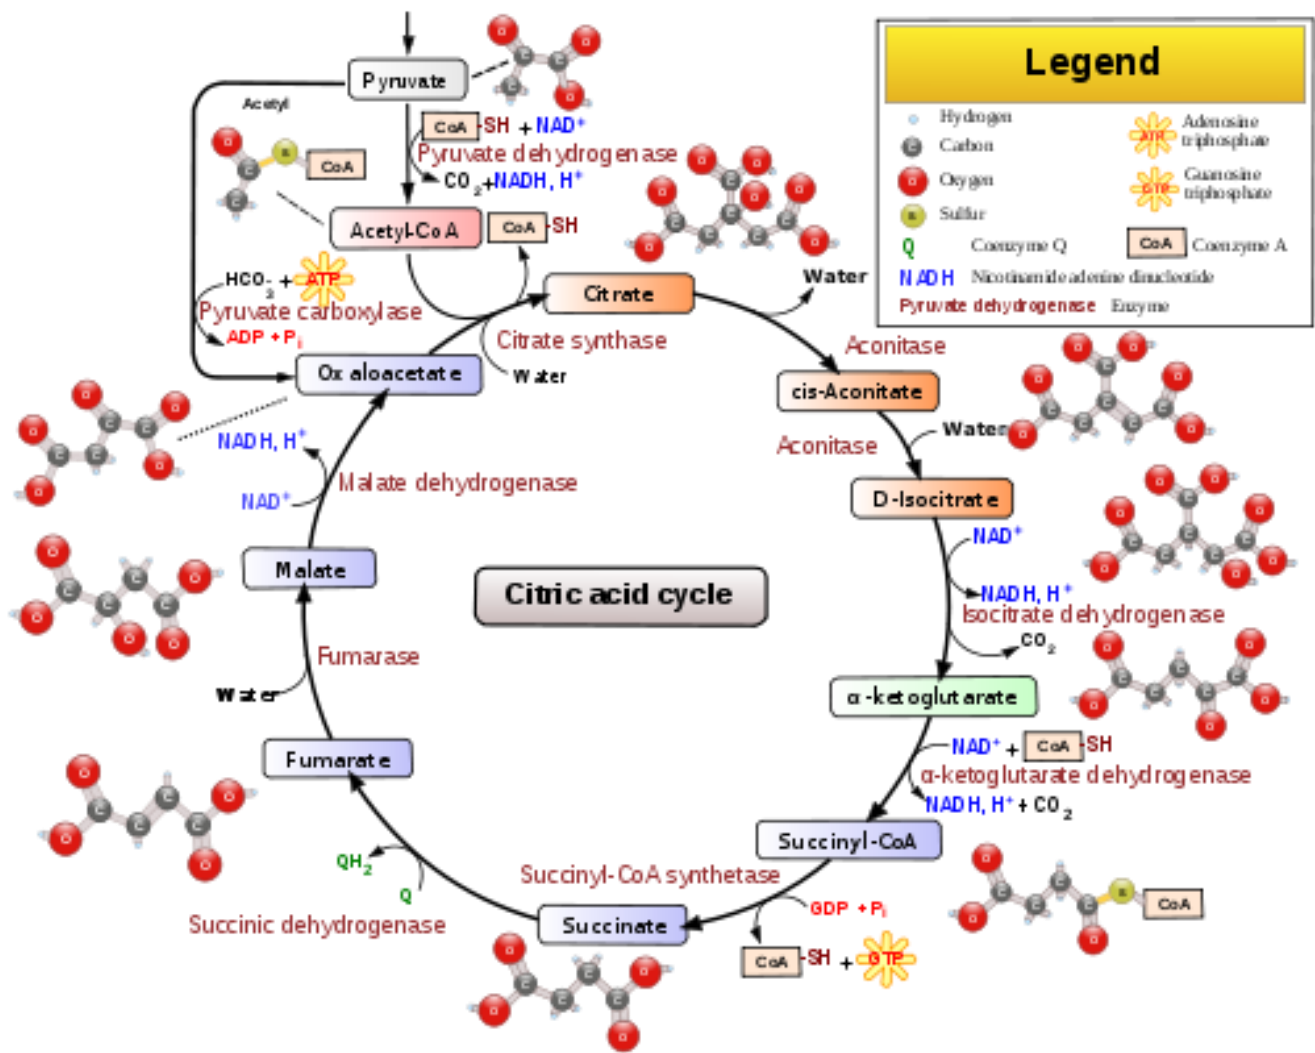 Pyruvate
Acetyl
CoA -SH + NAD+
Pyruvate dehydrogenase
CO2+NADH, H+
S CoA
Acetyl-CoA
CoA -SH
HCO3- + ATP
Pyruvate carboxylase
ADP + Pi
Citrate
Water
Citrate synthase
Water
Ox aloacetate
Aconitase
cis-Aconitate
Water
Aconitase
D-Isocitrate
NADH, H+
NAD+
Malate dehydrogenase
NAD+
NADH, H+
Isocitrate dehydrogenase
CO2
Malate
Citric acid cycle
Fumarase
Water
α-ketoglutarate
NAD+ + CoA -SH
α-ketoglutarate dehydrogenase
NADH, H+ + CO2
Fumarate
Succinyl-CoA
S CoA
QH2
Q
Succinyl-CoA synthetase
GDP + Pi
Succinic dehydrogenase
Succinate
CoA -SH + GTP
Legend
Hydrogen
C Carbon
O Oxygen
S Sulfur
Q Coenzyme Q
NADH Nicotinamide adenine dinucleotide
Pyruvate dehydrogenase Enzyme
ATP Adenosine
triphosphate
GTP Guanosine
triphosphate
CoA Coenzyme A